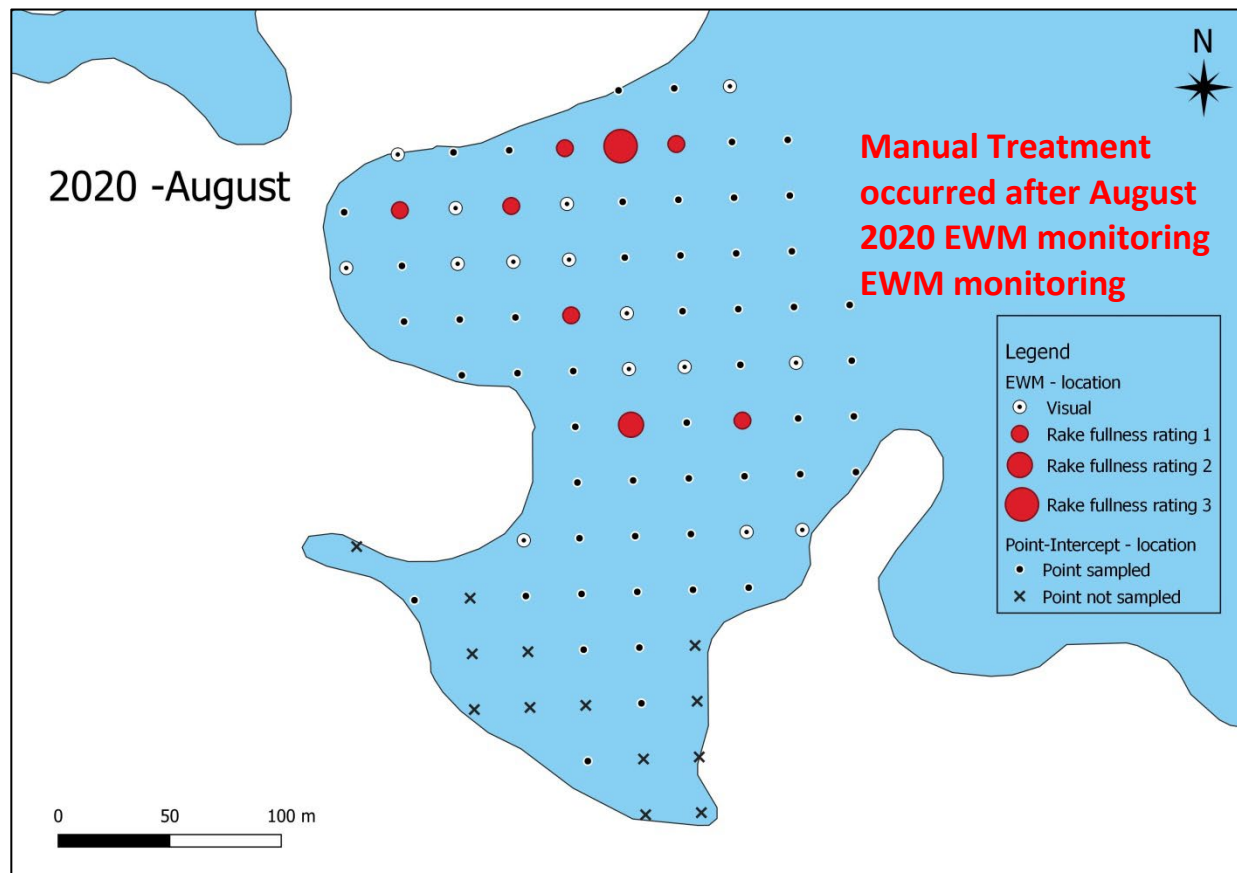 N
2020 -August
Manual Treatment
occurred after August
2020 EWM monitoring
EWM monitoring
Legend
EWM - location
Visual
Rake fullness rating 1
Rake fullness rating 2
Rake fullness rating 3
Point-Intercept - location
Point sampled
Point not sampled
0 50 100 m